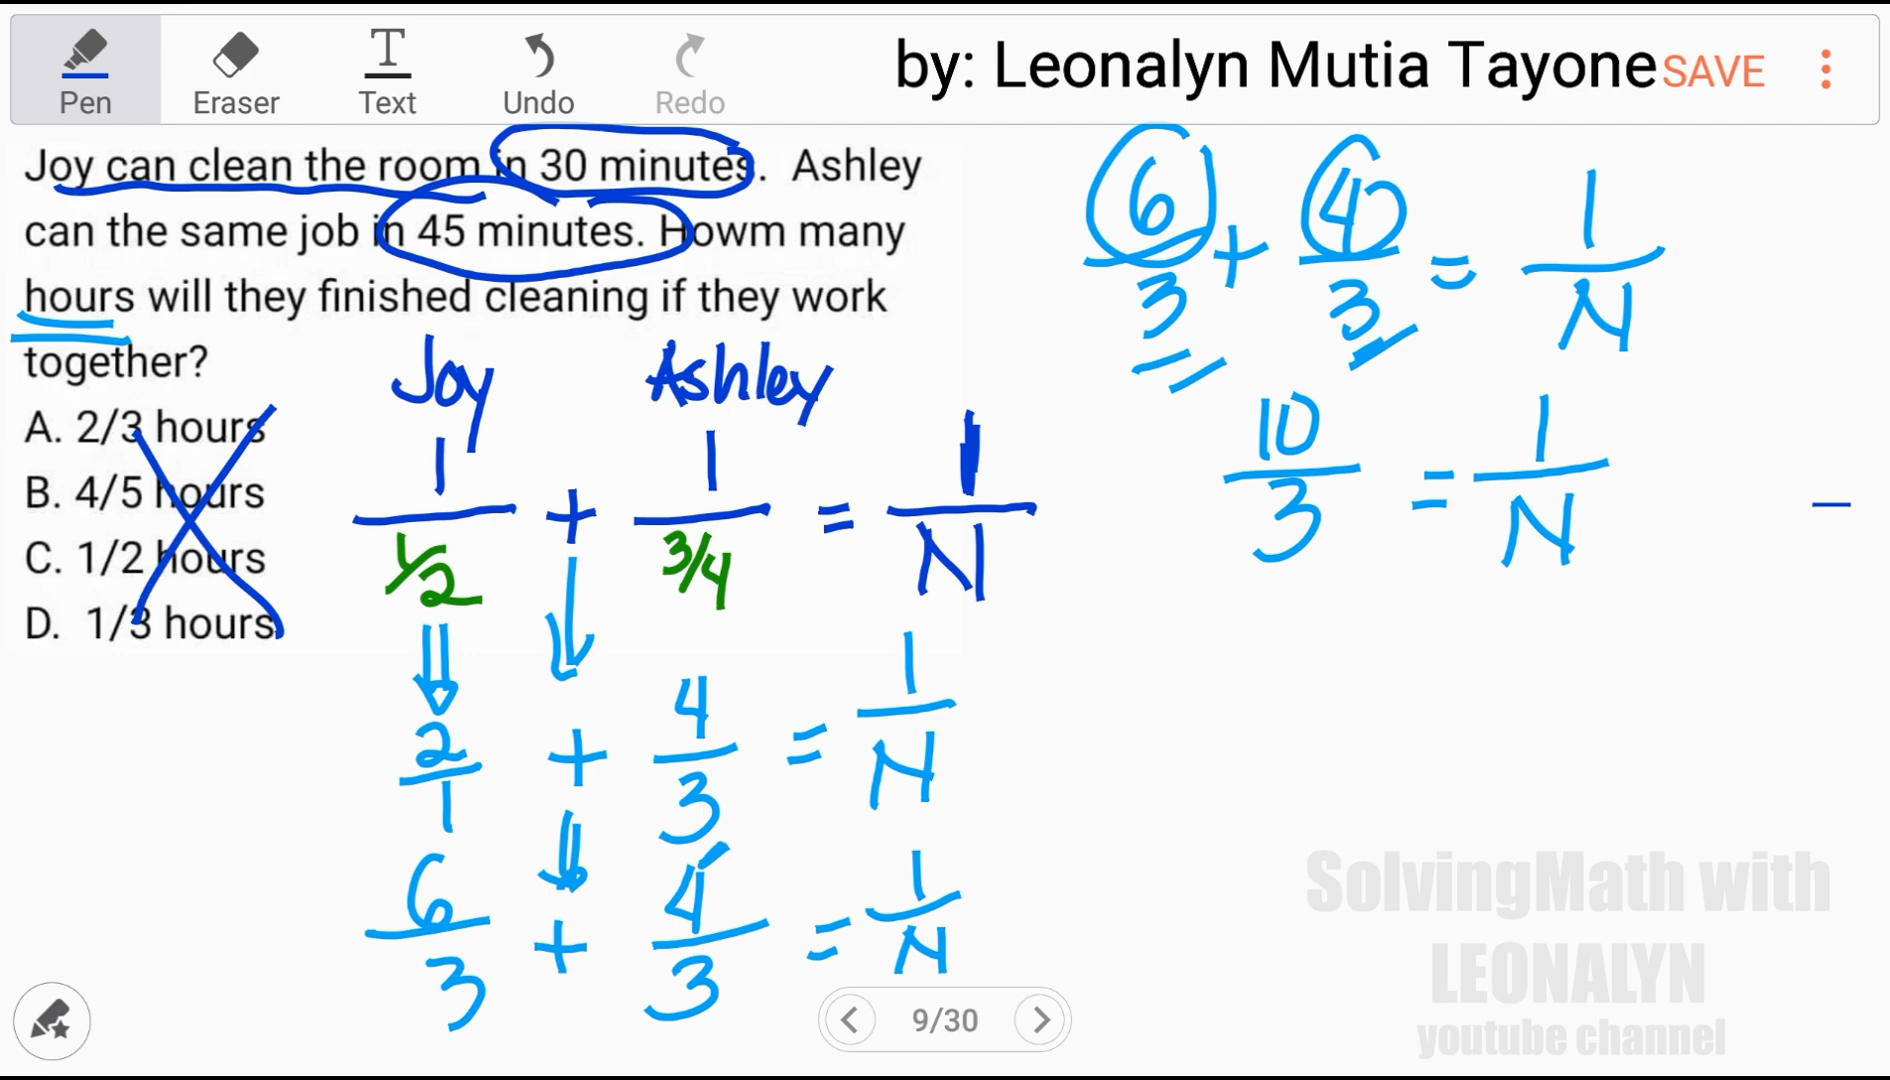 Pen Eraser Text Undo Redo by: Leonalyn Mutia Tayone SAVE
Joy can clean the room in 30 minutes. Ashley
can the same job in 45 minutes. Howm many
hours will they finished cleaning if they work
together?
A. 2/3 hours
B. 4/5 hours
C. 1/2 hours
D. 1/3 hours
Joy Ashley
1 1 1
+ =
1/2 3/4 N
2/1 + 4/3 = 1/N
6/3 + 4/3 = 1/N
6/3 + 4/3 = 1/N
10/3 = 1/N
SolvingMath with
LEONALYN
youtube channel
9/30